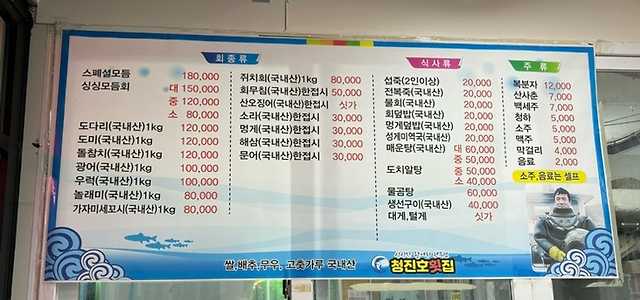 회 종 류
스페셜모듬 180,000
싱싱모듬회 대 150,000
중 120,000
소 80,000
도다리(국내산)1kg 120,000
도미(국내산)1kg 120,000
돌참치(국내산)1kg 120,000
광어(국내산)1kg 100,000
우럭(국내산)1kg 100,000
놀래미(국내산)1kg 80,000
가자미세꼬시(국내산)1kg 80,000
쥐치회(국내산)1kg 80,000
회무침(국내산)한접시 50,000
산오징어(국내산)한접시 싯가
소라(국내산)한접시 30,000
멍게(국내산)한접시 30,000
해삼(국내산)한접시 30,000
문어(국내산)한접시 30,000
식 사 류
섭죽(2인이상) 20,000
전복죽(국내산) 20,000
물회(국내산) 20,000
회덮밥(국내산) 20,000
멍게덮밥(국내산) 20,000
성게미역국(국내산) 20,000
매운탕(국내산) 대 60,000
중 50,000
도치알탕 중 50,000
소 40,000
물곰탕 60,000
생선구이(국내산) 40,000
대게,털게 싯가
주 류
복분자 12,000
산사춘 7,000
백세주 7,000
청하 5,000
소주 5,000
맥주 5,000
막걸리 4,000
음료 2,000
소주,음료는 셀프
쌀,배추,무우, 고춧가루 국내산
청진호횟집